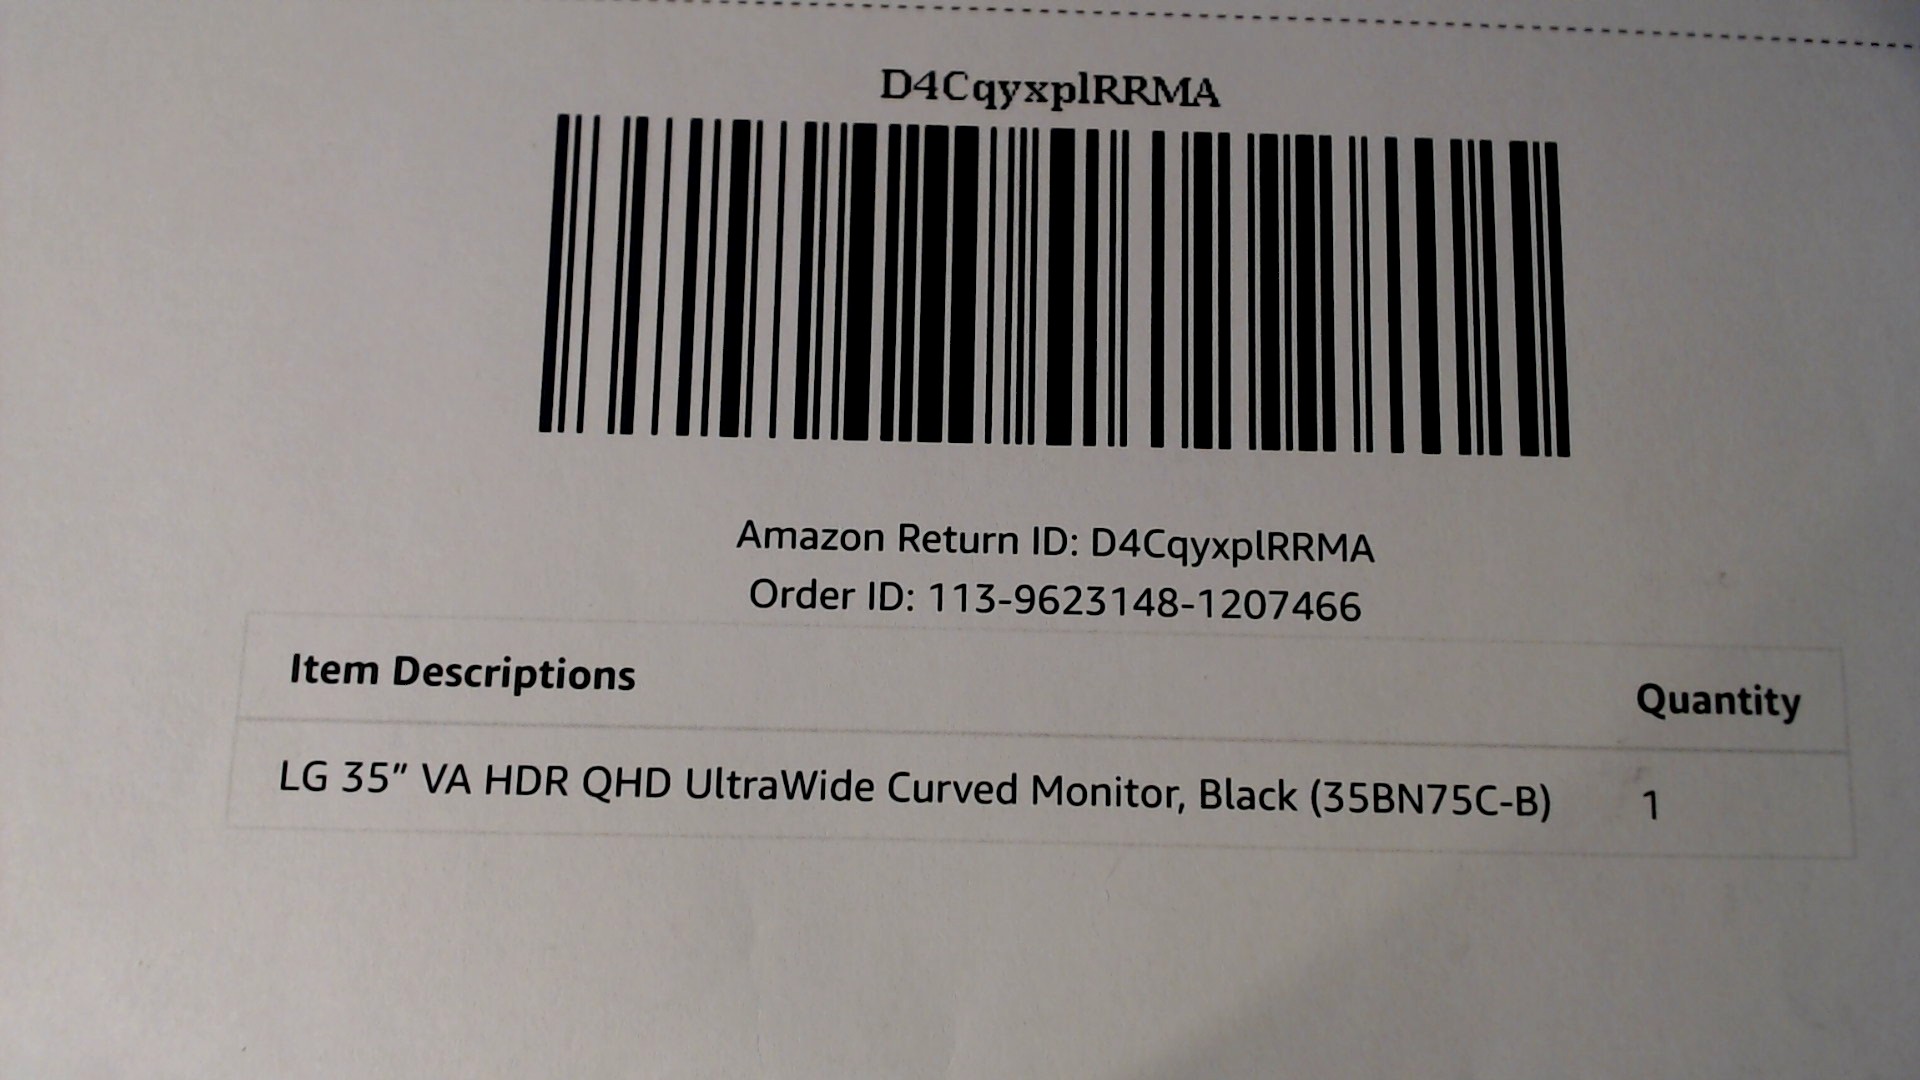 D4CqyxplRRMA
Amazon Return ID: D4CqyxplRRMA
Order ID: 113-9623148-1207466
Item Descriptions Quantity
LG 35” VA HDR QHD UltraWide Curved Monitor, Black (35BN75C-B) 1